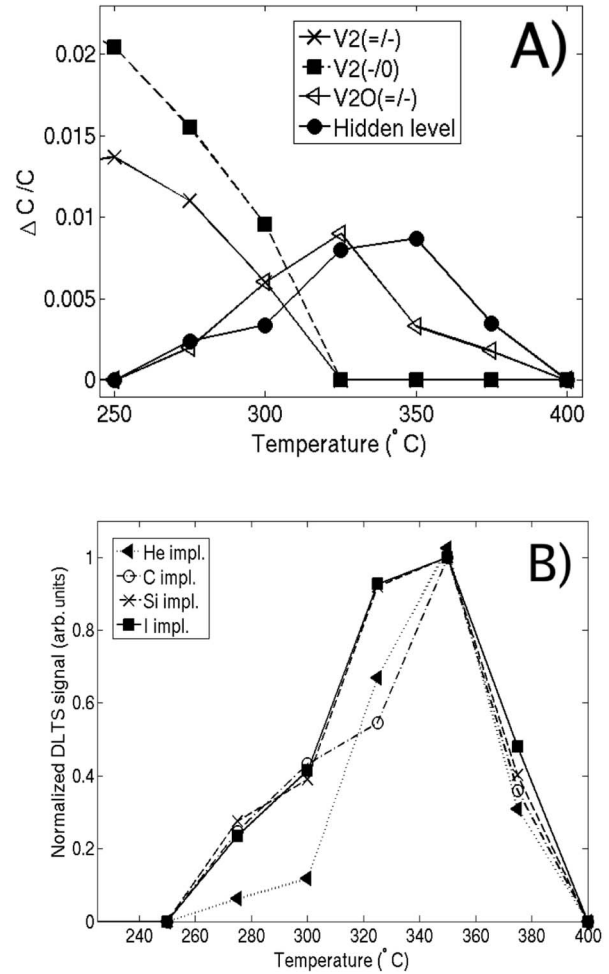 A)
V2(=/-)
V2(-/0)
V2O(=/-)
Hidden level
0.02
0.015
0.01
0.005
0
Δ C /C
250 300 350 400
Temperature (°C)
B)
He impl.
C impl.
Si impl.
I impl.
1
0.8
0.6
0.4
0.2
0
Normalized DLTS signal (arb. units)
240 260 280 300 320 340 360 380 400
Temperature (°C)